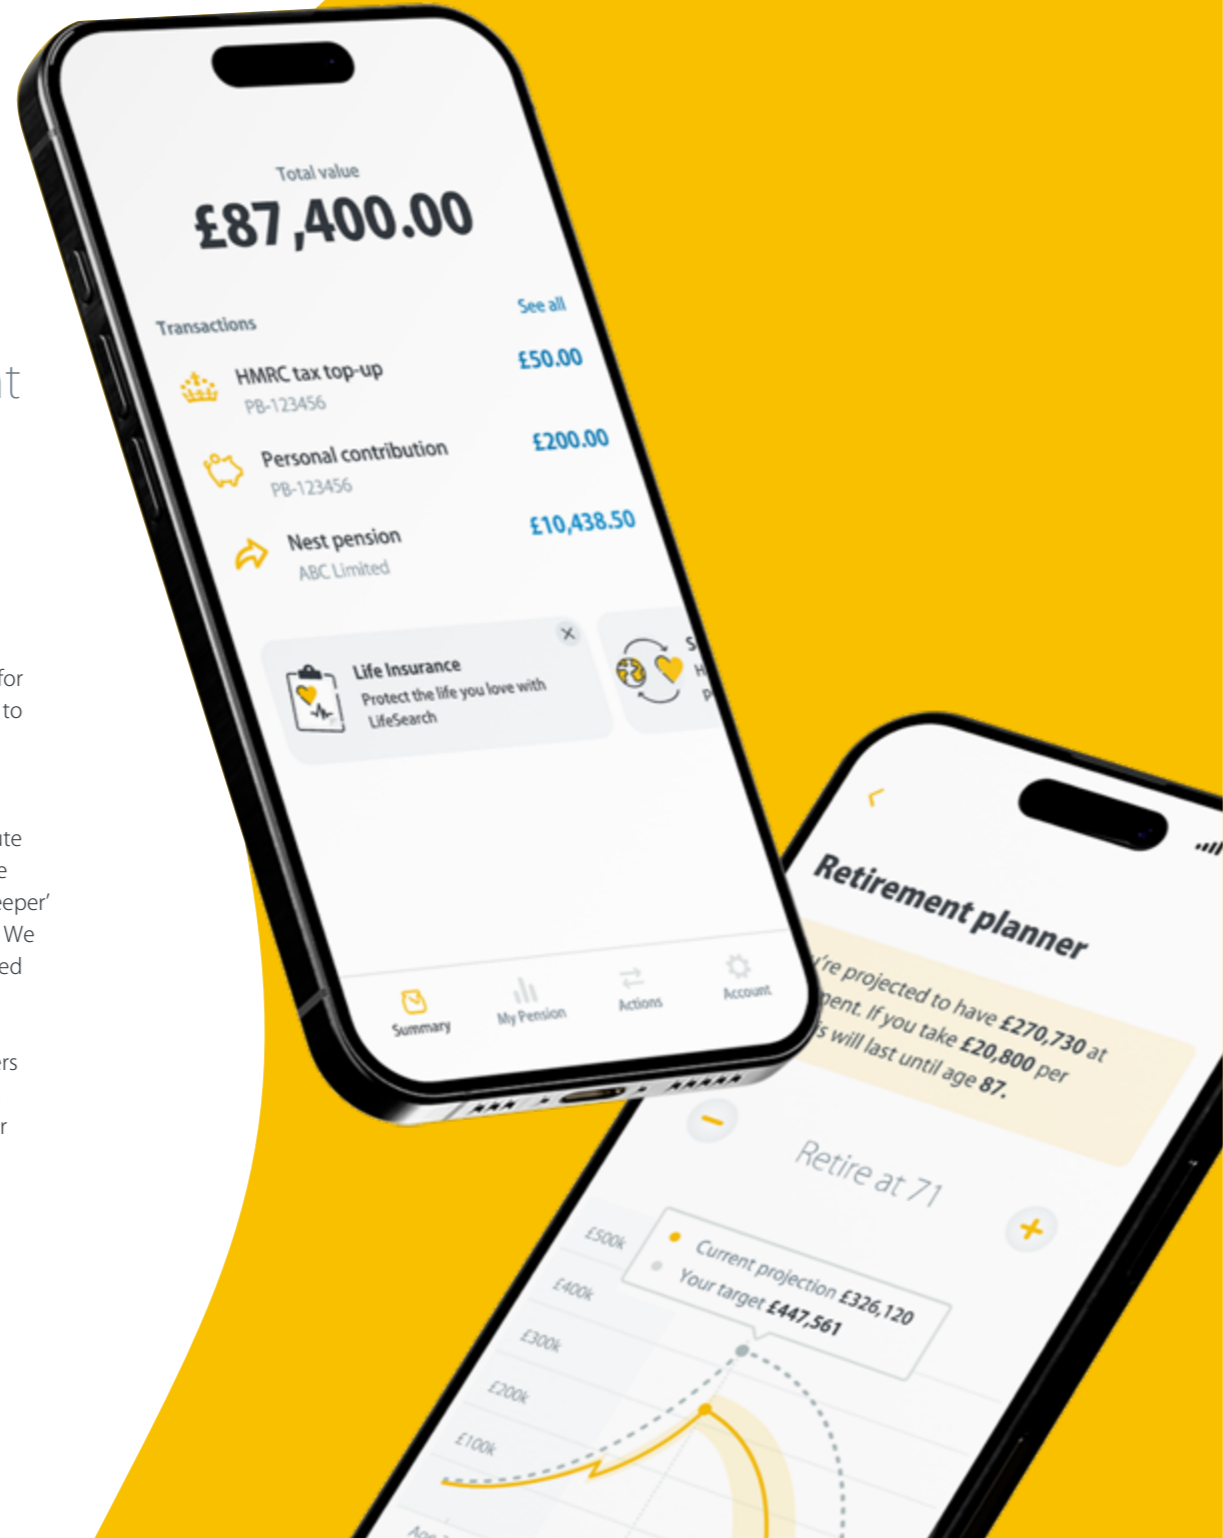 Total value
£87,400.00
Transactions
See all
HMRC tax top-up
£50.00
PB-123456
Personal contribution
£200.00
PB-123456
Nest pension
£10,438.50
ABC Limited
Life Insurance
Protect the life you love with
LifeSearch
Summary
My Pension
Actions
Account
for
to
We
Retirement planner
projected to have £270,730 at
If you take £20,800 per
will last until age 87.
Retire at 71
£500k
£400k
£300k
£200k
£100k
Current projection £326,120
Your target £447,561